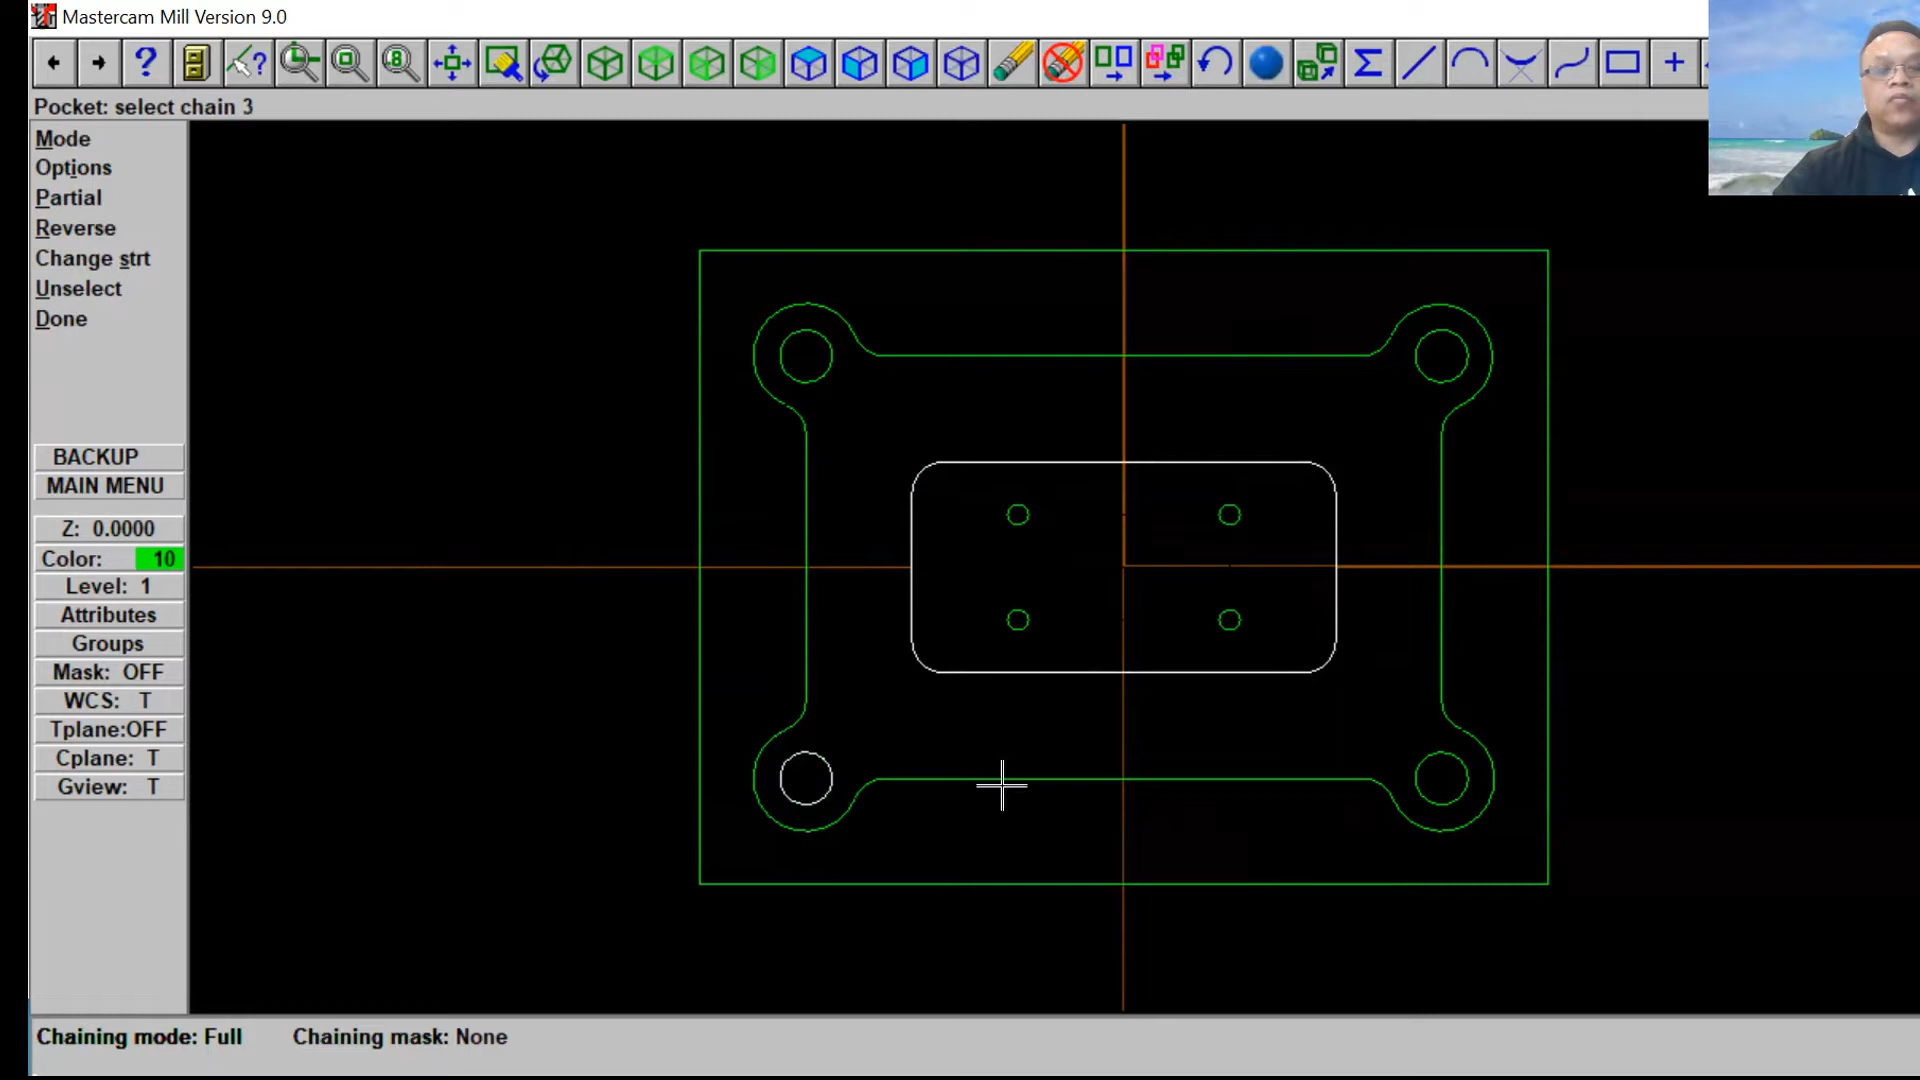 Mastercam Mill Version 9.0
Pocket: select chain 3
Mode
Options
Partial
Reverse
Change strt
Unselect
Done
BACKUP
MAIN MENU
Z: 0.0000
Color: 10
Level: 1
Attributes
Groups
Mask: OFF
WCS: T
Tplane:OFF
Cplane: T
Gview: T
Chaining mode: Full Chaining mask: None